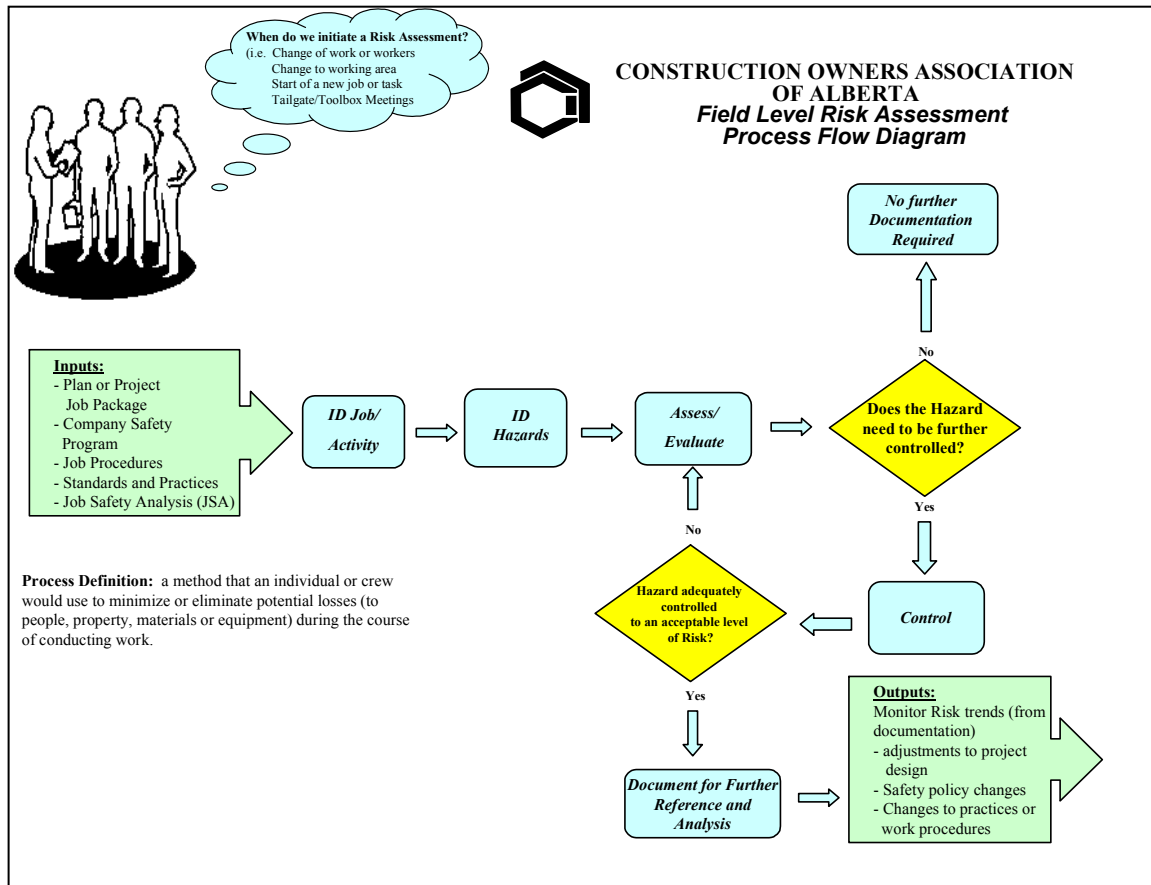 When do we initiate a Risk Assessment?
(i.e. Change of work or workers
Change to working area
Start of a new job or task
Tailgate/Toolbox Meetings
CONSTRUCTION OWNERS ASSOCIATION
OF ALBERTA
Field Level Risk Assessment
Process Flow Diagram
No further
Documentation
Required
No
Inputs:
- Plan or Project
Job Package
- Company Safety
Program
- Job Procedures
- Standards and Practices
- Job Safety Analysis (JSA)
ID Job/
Activity
ID
Hazards
Assess/
Evaluate
Does the Hazard
need to be further
controlled?
Yes
No
Process Definition: a method that an individual or crew
would use to minimize or eliminate potential losses (to
people, property, materials or equipment) during the course
of conducting work.
Hazard adequately
controlled
to an acceptable level
of Risk?
Control
Yes
Document for Further
Reference and
Analysis
Outputs:
Monitor Risk trends (from
documentation)
- adjustments to project
design
- Safety policy changes
- Changes to practices or
work procedures